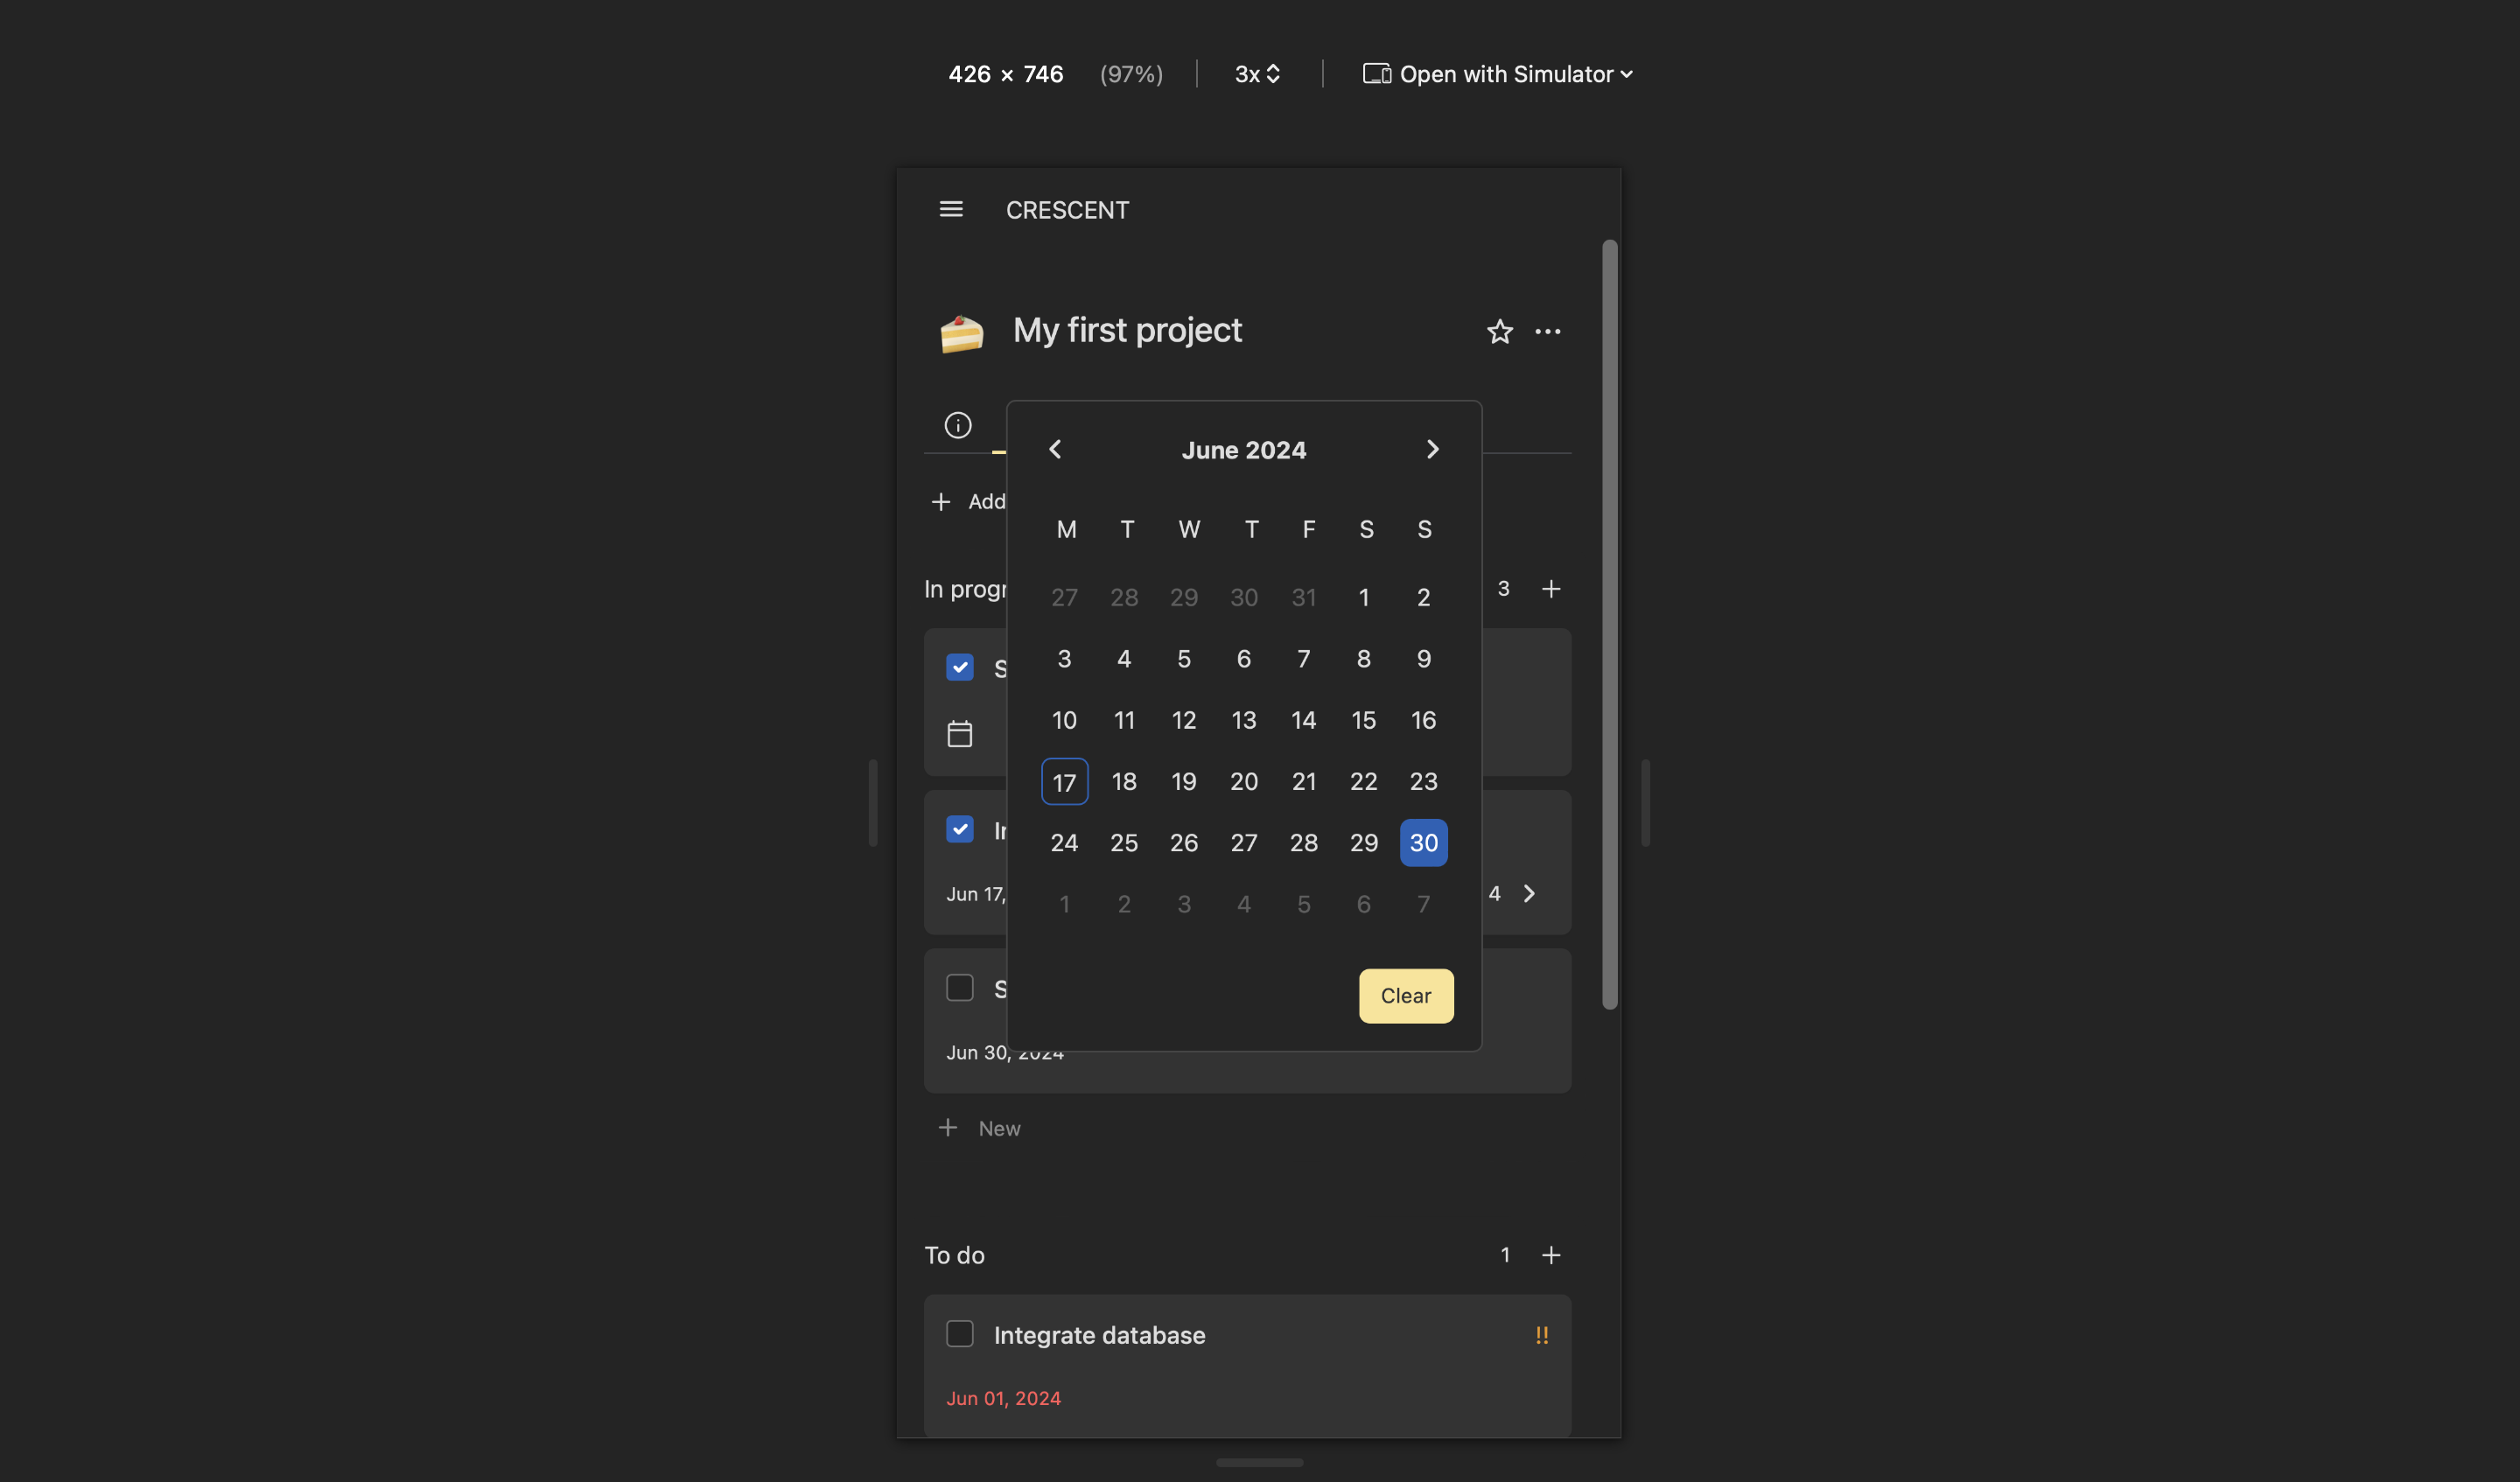 426 × 746 (97%) 3x Open with Simulator
CRESCENT
My first project
June 2024
Add
M T W T F S S
In progr 3
27 28 29 30 31 1 2
3 4 5 6 7 8 9
S
10 11 12 13 14 15 16
17 18 19 20 21 22 23
24 25 26 27 28 29 30
Jun 17, 4
1 2 3 4 5 6 7
S
Clear
Jun 30, 2024
New
To do 1
Integrate database !!
Jun 01, 2024